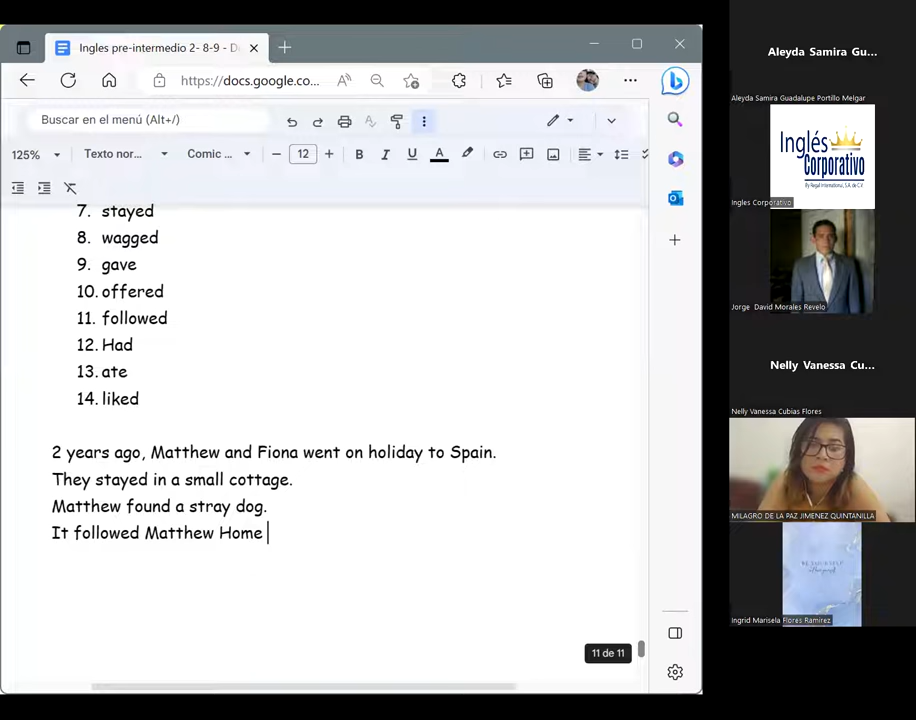 Ingles pre-intermedio 2- 8-9 - D
https://docs.google.co...
Buscar en el menú (Alt+/)
125%
Texto nor...
Comic ...
12
B I U A
7. stayed
8. wagged
9. gave
10. offered
11. followed
12. Had
13. ate
14. liked
2 years ago, Matthew and Fiona went on holiday to Spain.
They stayed in a small cottage.
Matthew found a stray dog.
It followed Matthew Home
11 de 11
Aleyda Samira Gu...
Aleyda Samira Guadalupe Portillo Melgar
Inglés
Corporativo
By Regal International, S.A. de C.V
Ingles Corporativo
Jorge David Morales Revelo
Nelly Vanessa Cu...
Nelly Vanessa Cubias Flores
MILAGRO DE LA PAZ JIMENEZ QUINTANILLA
Ingrid Marisela Flores Ramirez